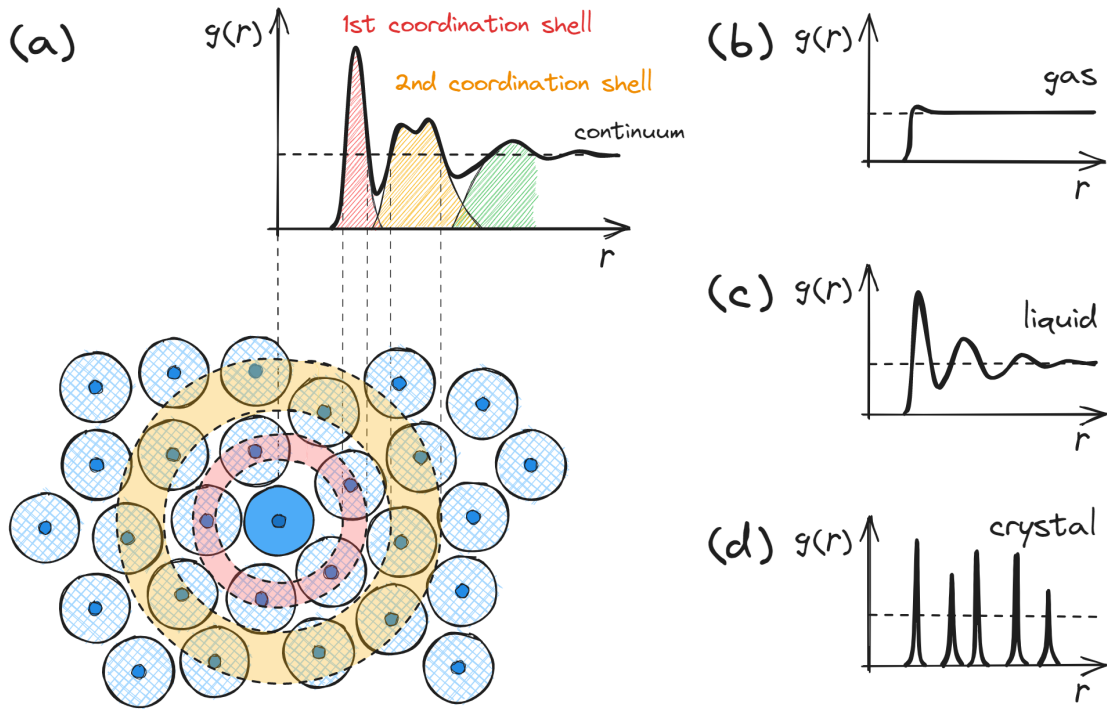 (a)
g(r)
1st coordination shell
2nd coordination shell
continuum
r
(b)
g(r)
gas
r
(c)
g(r)
liquid
r
(d)
g(r)
crystal
r